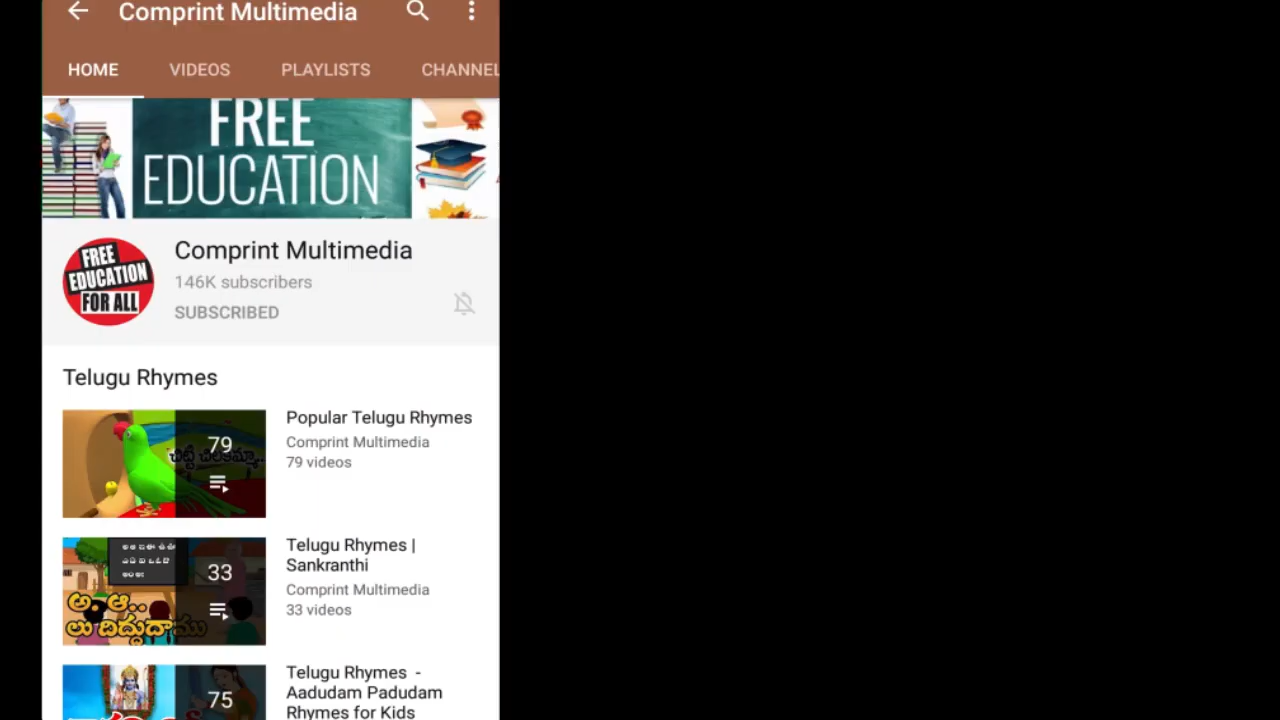 Comprint Multimedia
HOME VIDEOS PLAYLISTS CHANNEL
FREE
EDUCATION
FREE
EDUCATION
FOR ALL
Comprint Multimedia
146K subscribers
SUBSCRIBED
Telugu Rhymes
79
చిట్టి చిలకమ్మా..
Popular Telugu Rhymes
Comprint Multimedia
79 videos
33
అ. ఆ..
లు దిద్దుదాము
Telugu Rhymes |
Sankranthi
Comprint Multimedia
33 videos
75
Telugu Rhymes -
Aadudam Padudam
Rhymes for Kids